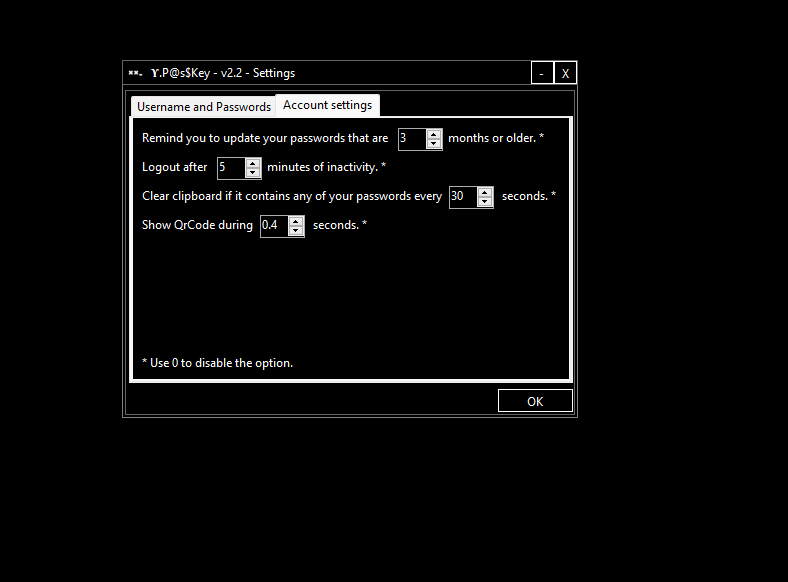 ϒ.P@s$Key - v2.2 - Settings - X
Username and Passwords Account settings
Remind you to update your passwords that are 3 months or older. *
Logout after 5 minutes of inactivity. *
Clear clipboard if it contains any of your passwords every 30 seconds. *
Show QrCode during 0.4 seconds. *
* Use 0 to disable the option.
OK